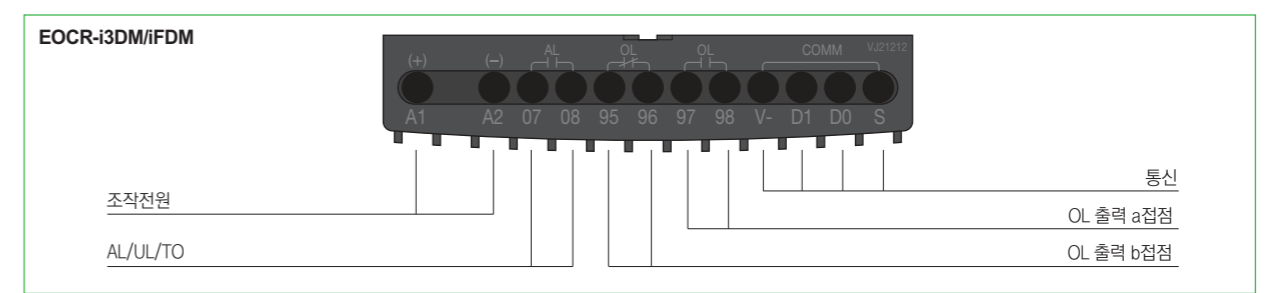 EOCR-i3DM/iFDM
AL OL OL COMM VJ21212
(+) (−)
A1 A2 07 08 95 96 97 98 V- D1 D0 S
통신
조작전원
OL 출력 a접점
AL/UL/TO
OL 출력 b접점